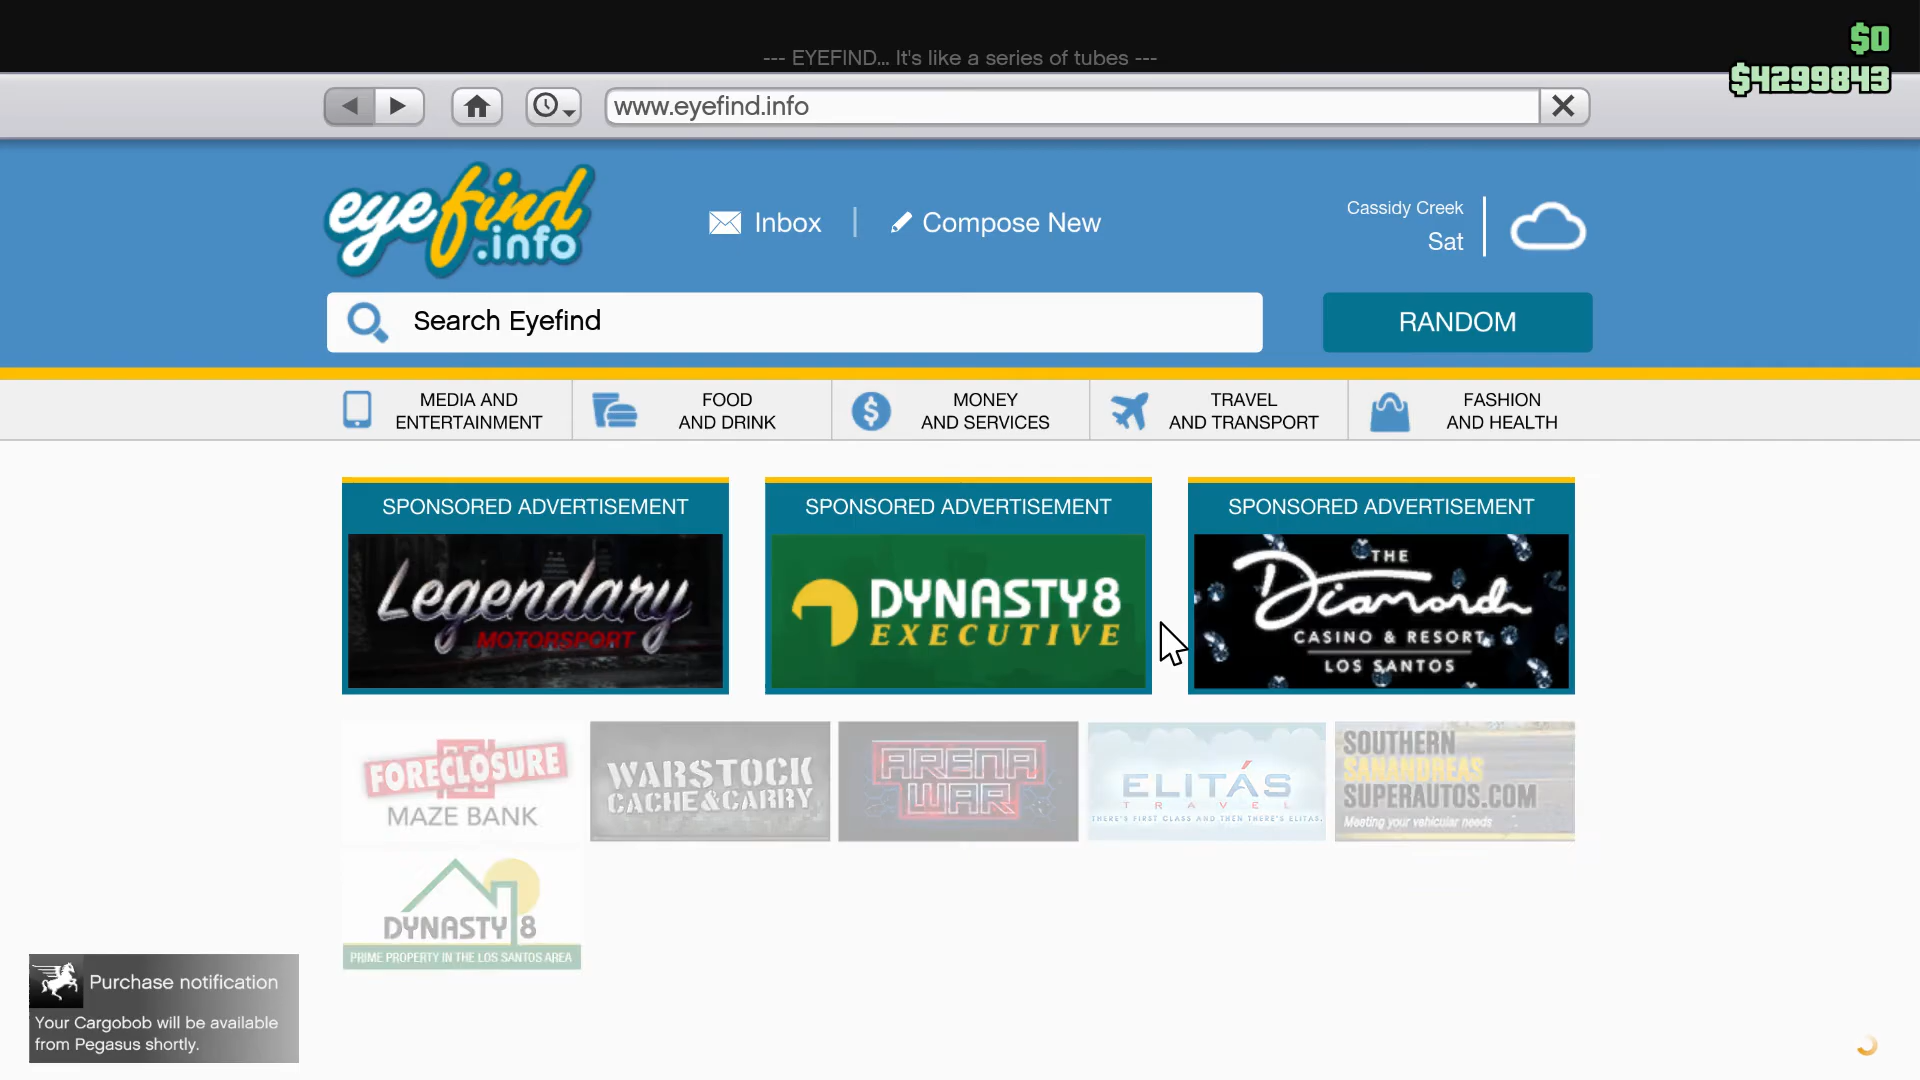 $0
--- EYEFIND... It's like a series of tubes ---
$4299843
www.eyefind.info
eyefind
.info
Inbox
Compose New
Cassidy Creek
Sat
Search Eyefind
RANDOM
MEDIA AND
ENTERTAINMENT
FOOD
AND DRINK
MONEY
AND SERVICES
TRAVEL
AND TRANSPORT
FASHION
AND HEALTH
SPONSORED ADVERTISEMENT
Legendary
MOTORSPORT
SPONSORED ADVERTISEMENT
DYNASTY8
EXECUTIVE
SPONSORED ADVERTISEMENT
THE
Diamond
CASINO & RESORT
LOS SANTOS
FORECLOSURE
MAZE BANK
WARSTOCK
CACHE&CARRY
ARENA
WAR
ELITÁS
TRAVEL
THERE'S FIRST CLASS AND THEN THERE'S ELITAS.
SOUTHERN
SANANDREAS
SUPERAUTOS.COM
Meeting your vehicular needs
DYNASTY 8
PRIME PROPERTY IN THE LOS SANTOS AREA
Purchase notification
Your Cargobob will be available
from Pegasus shortly.